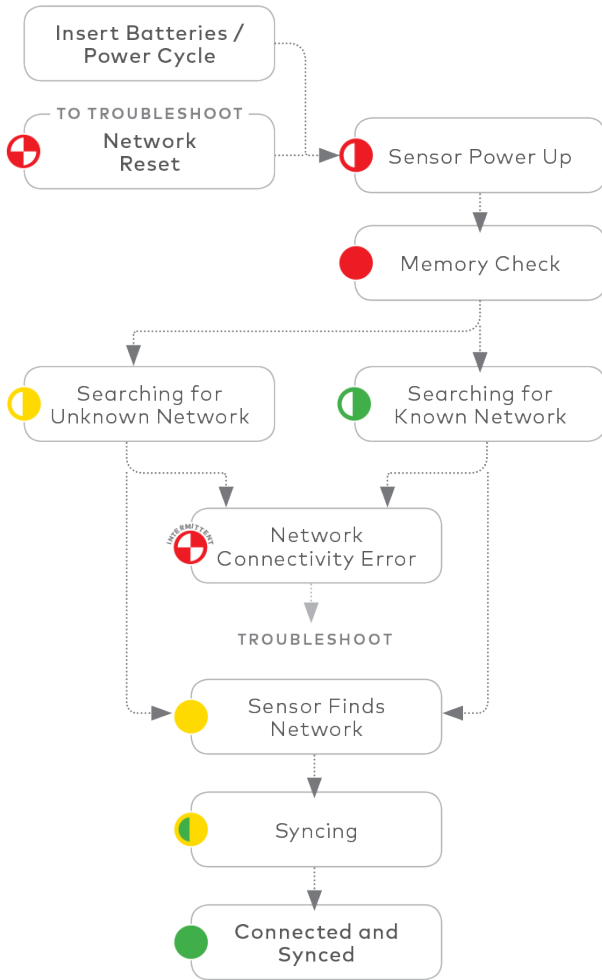 Insert Batteries /
Power Cycle
TO TROUBLESHOOT
Network
Reset
Sensor Power Up
Memory Check
Searching for
Unknown Network
Searching for
Known Network
INTERMITTENT
Network
Connectivity Error
TROUBLESHOOT
Sensor Finds
Network
Syncing
Connected and
Synced